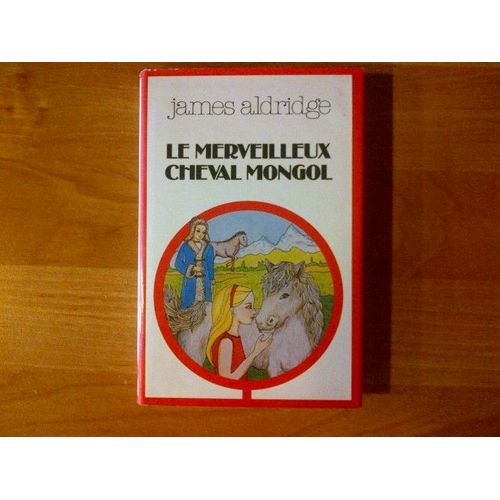 james aldridge
LE MERVEILLEUX
CHEVAL MONGOL